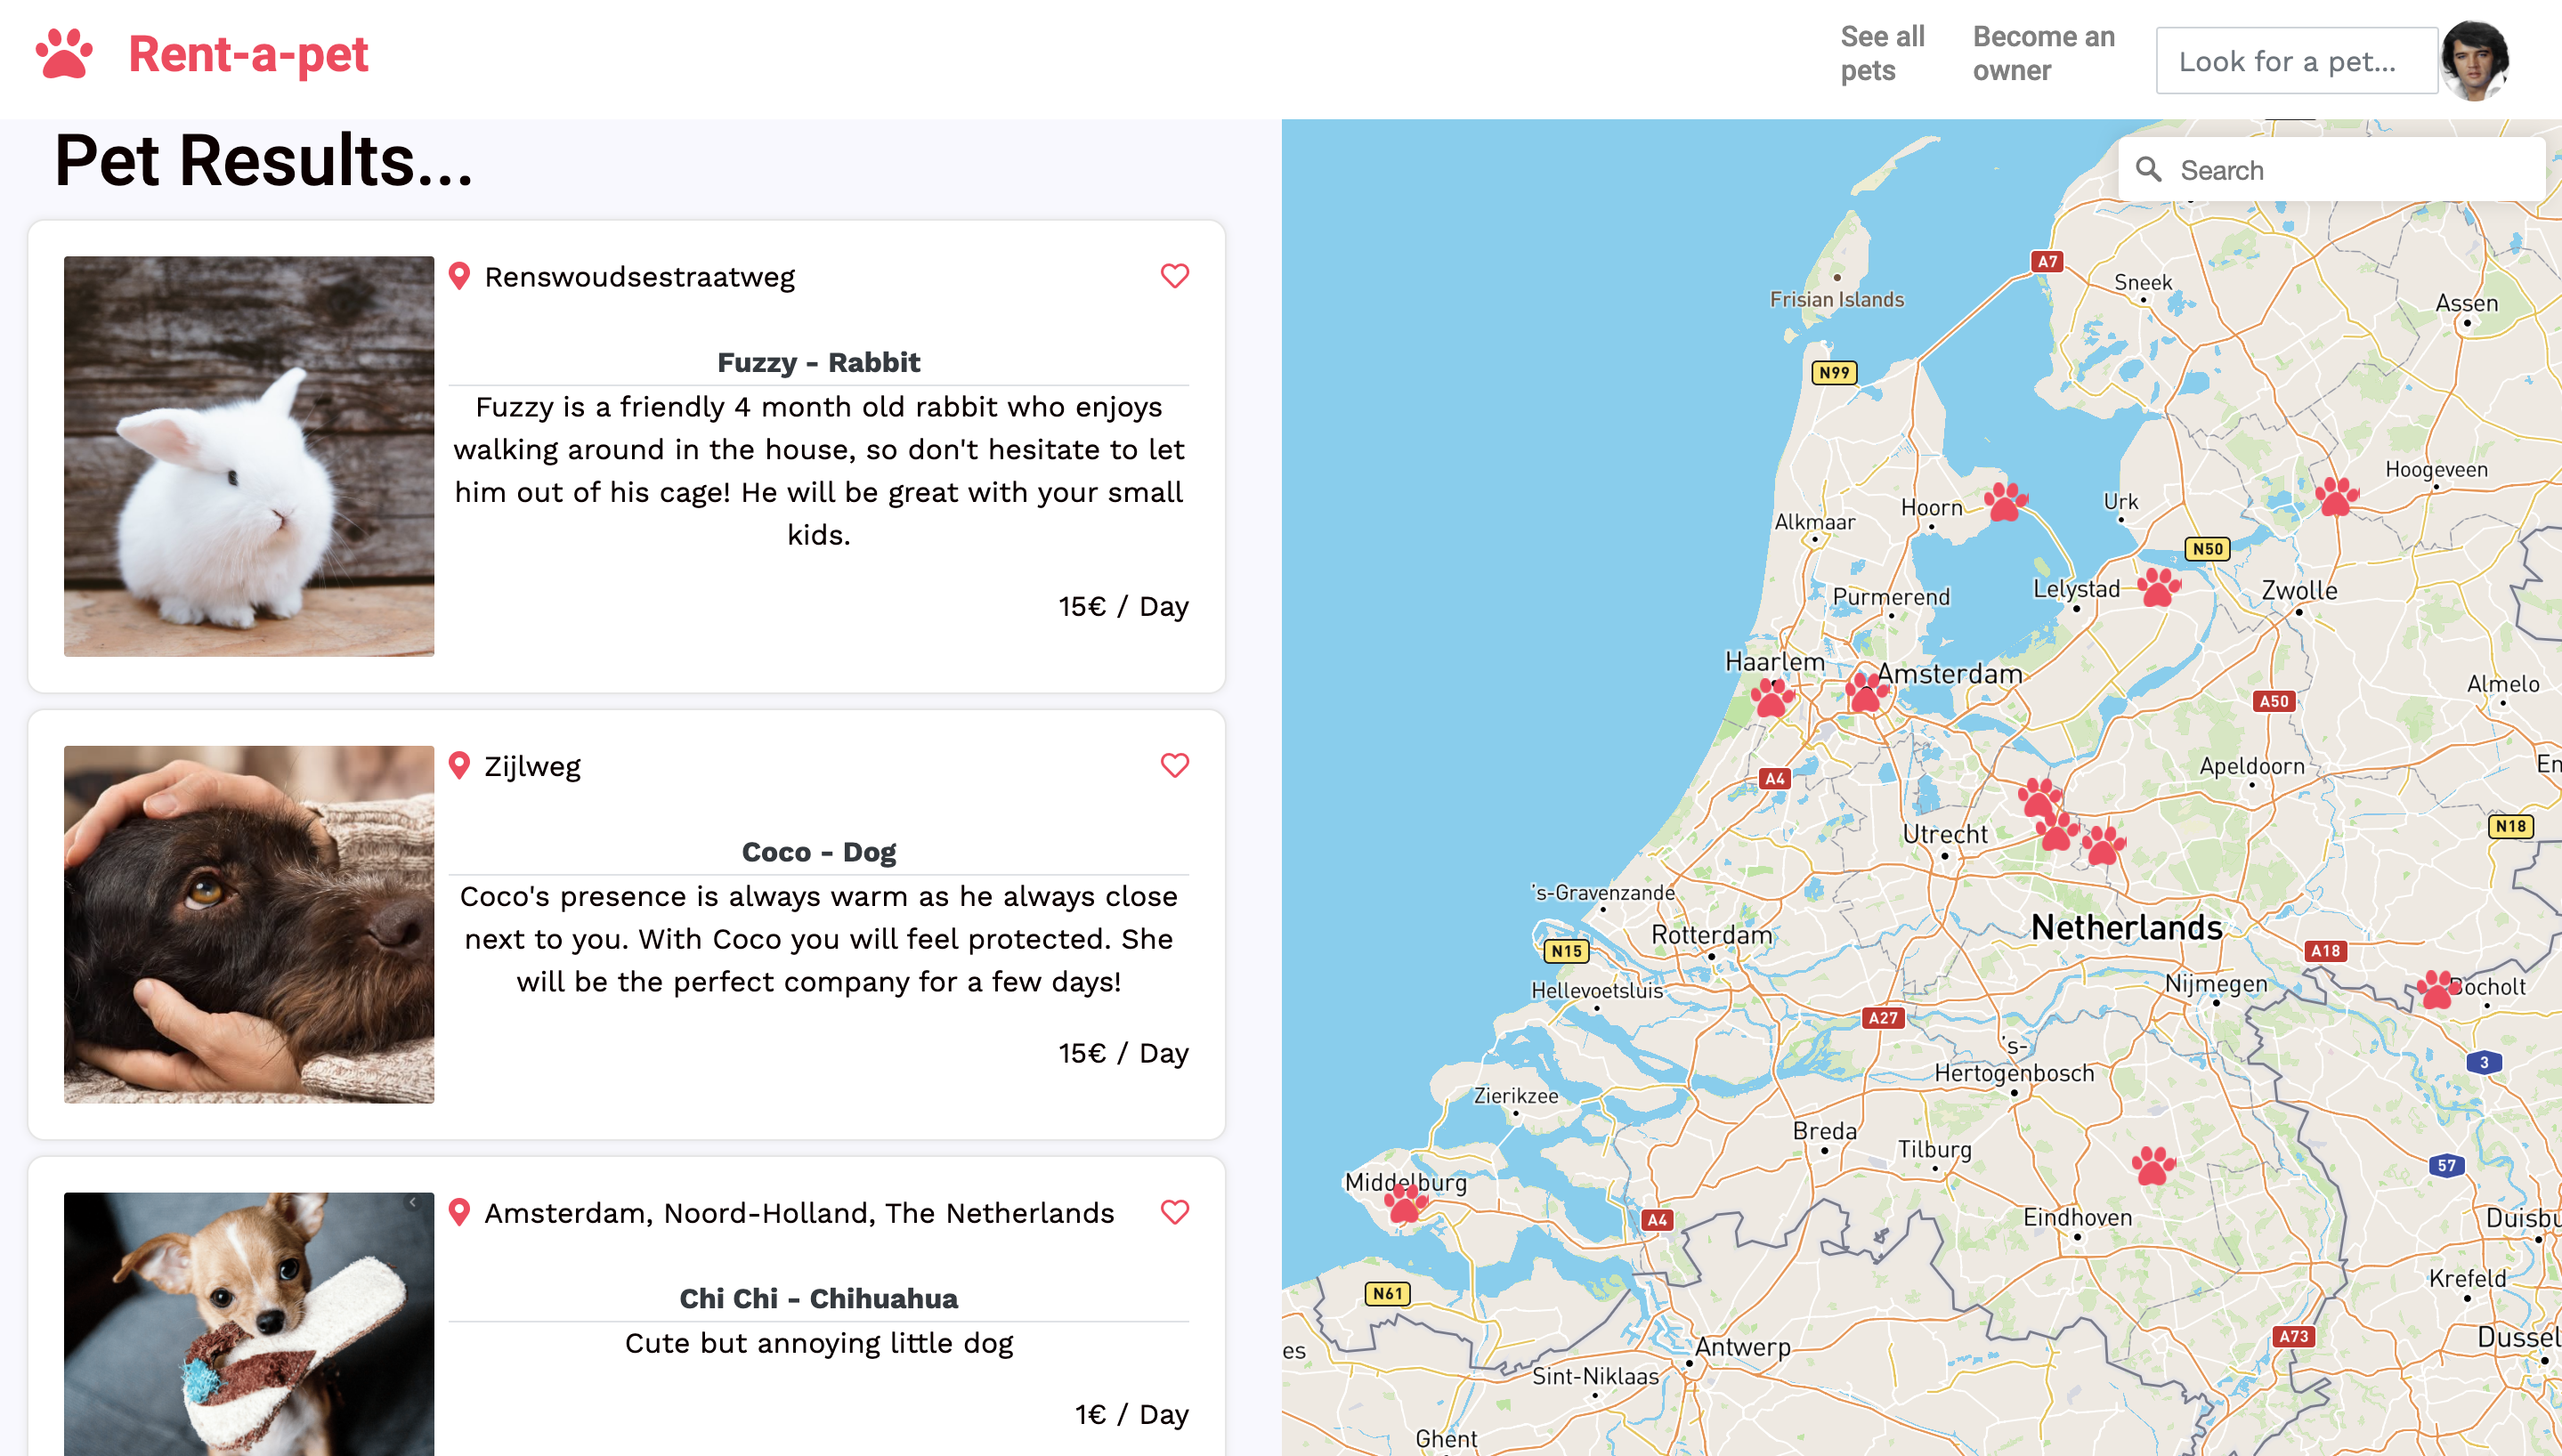 Rent-a-pet
See all
pets
Become an
owner
Look for a pet...
Pet Results...
Renswoudsestraatweg
Fuzzy - Rabbit
Fuzzy is a friendly 4 month old rabbit who enjoys
walking around in the house, so don't hesitate to let
him out of his cage! He will be great with your small
kids.
15€ / Day
Zijlweg
Coco - Dog
Coco's presence is always warm as he always close
next to you. With Coco you will feel protected. She
will be the perfect company for a few days!
15€ / Day
Amsterdam, Noord-Holland, The Netherlands
Chi Chi - Chihuahua
Cute but annoying little dog
1€ / Day
Search
A7
Sneek
Frisian Islands
Assen
N99
Hoogeveen
Urk
Hoorn
Alkmaar
N50
Lelystad
Zwolle
Purmerend
Haarlem
Amsterdam
Almelo
A50
Apeldoorn
En
A4
N18
Utrecht
's-Gravenzande
Netherlands
Rotterdam
N15
A18
Nijmegen
Bocholt
Hellevoetsluis
A27
's-
Hertogenbosch
3
Zierikzee
Breda
Tilburg
57
Middelburg
A4
Eindhoven
Duisbu
Krefeld
N61
A73
Dussel
Antwerp
es
Sint-Niklaas
Ghent